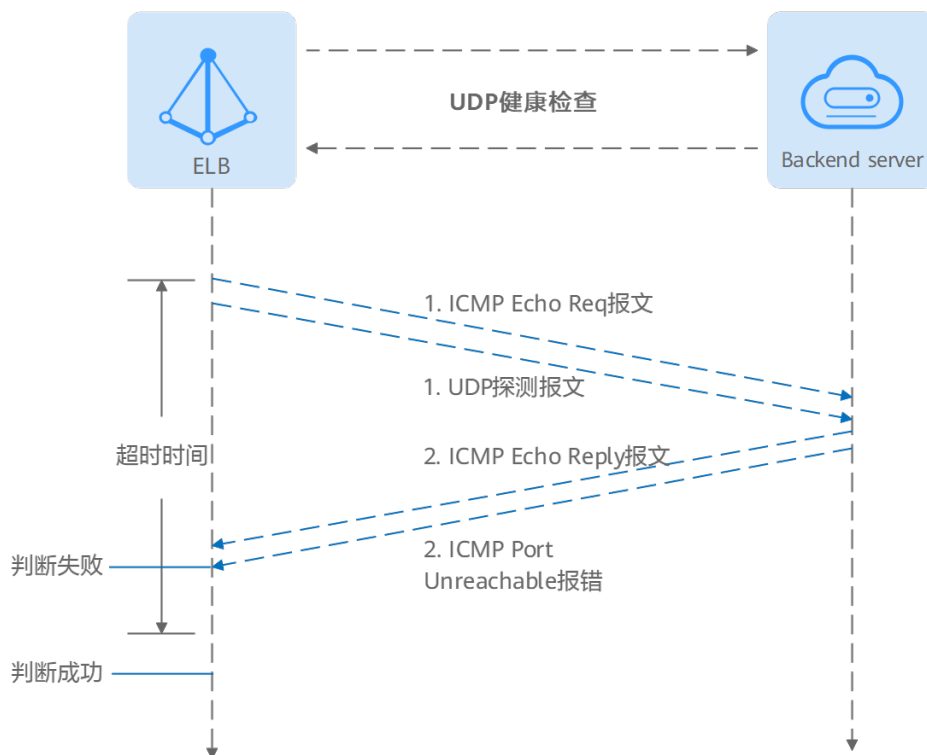 UDP健康检查
ELB
Backend server
1. ICMP Echo Req报文
1. UDP探测报文
超时时间
2. ICMP Echo Reply报文
2. ICMP Port
Unreachable报错
判断失败
判断成功